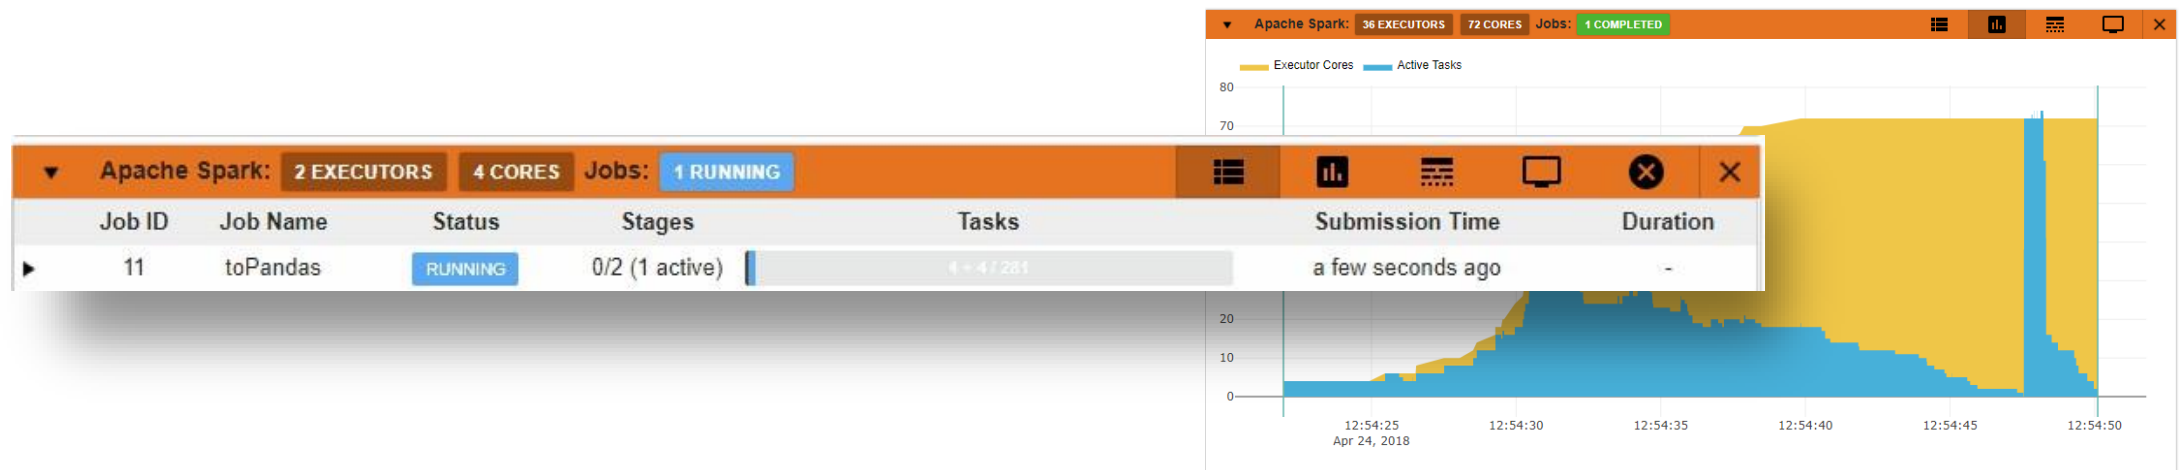 Apache Spark: 36 EXECUTORS 72 CORES Jobs: 1 COMPLETED
Executor Cores Active Tasks
80
70
Apache Spark: 2 EXECUTORS 4 CORES Jobs: 1 RUNNING
Job ID Job Name Status Stages Tasks Submission Time Duration
11 toPandas RUNNING 0/2 (1 active) 4 + 4 / 281 a few seconds ago -
20
10
0
12:54:25 12:54:30 12:54:35 12:54:40 12:54:45 12:54:50
Apr 24, 2018